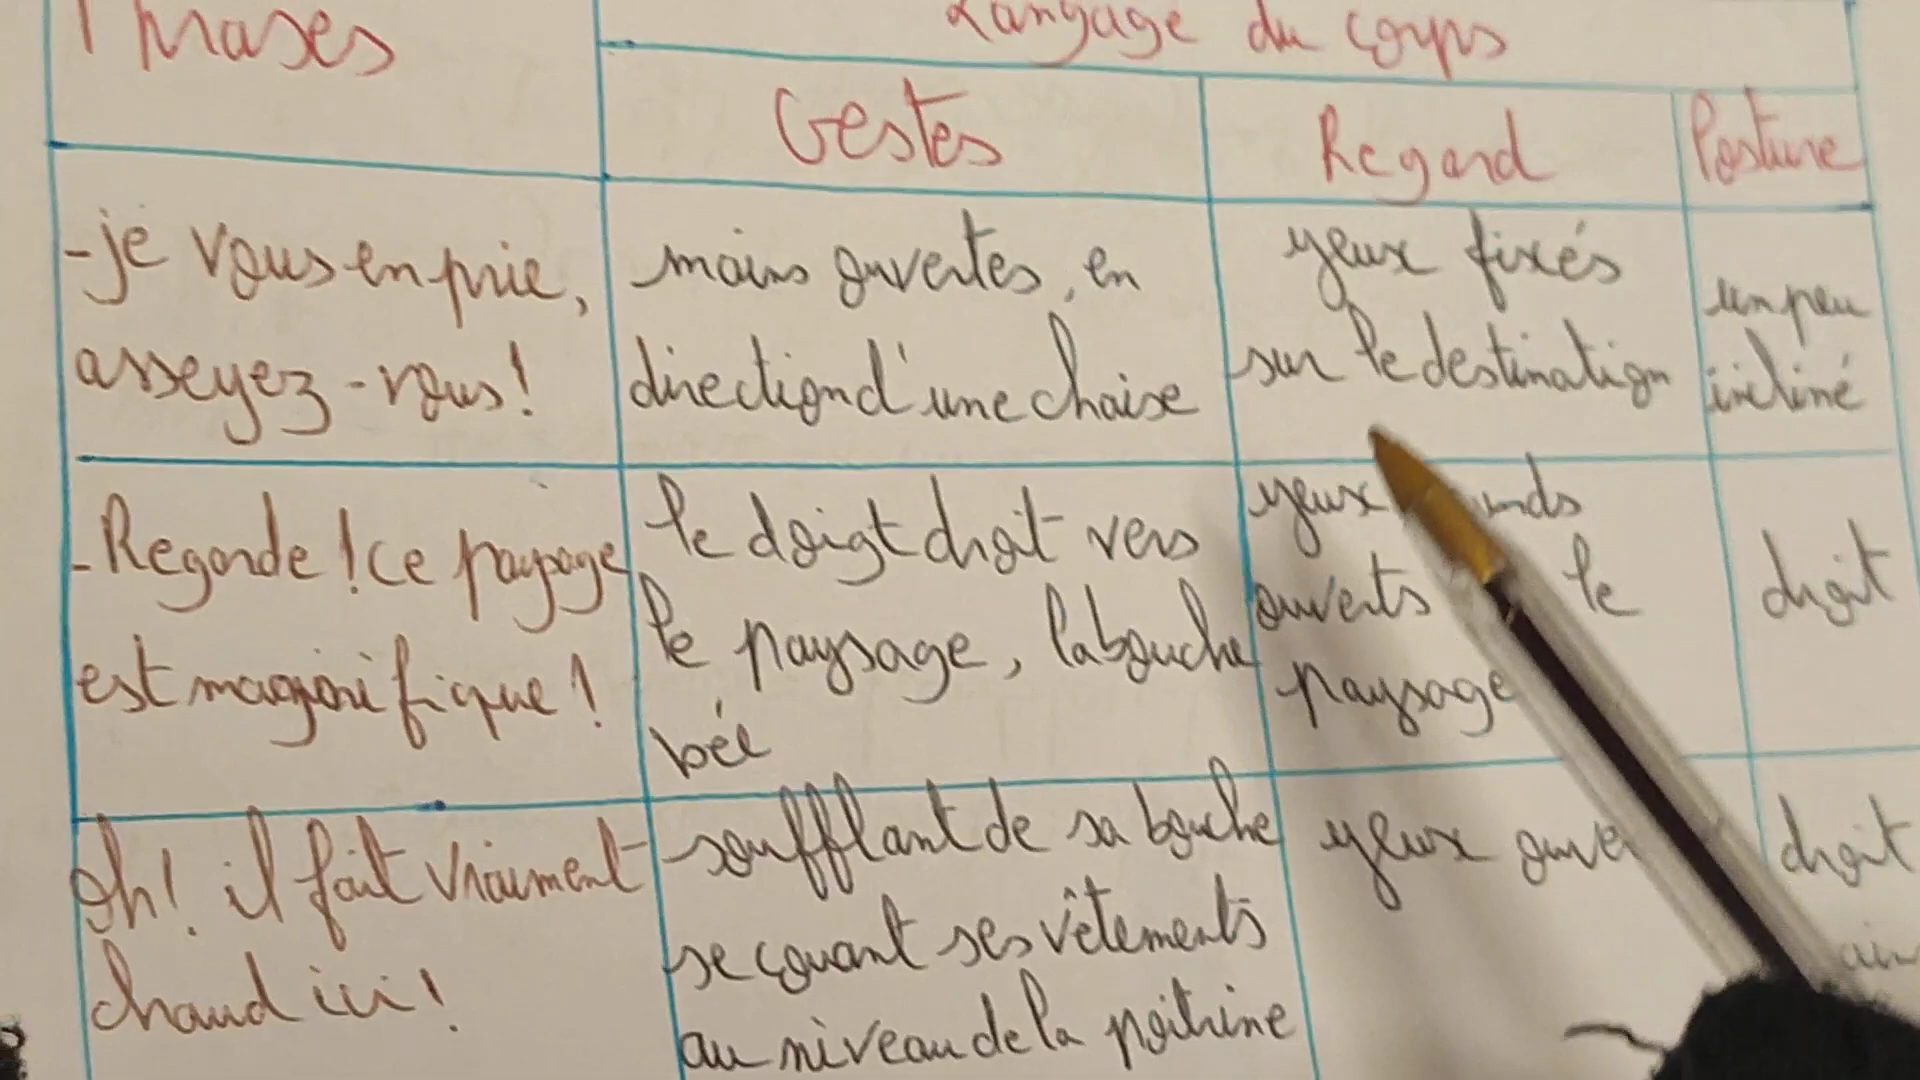 Phrases
Langage du corps
Gestes
Regard
Posture
-je vous en prie,
asseyez-vous!
mains ouvertes, en
direction d'une chaise
yeux fixés
sur le destination
un peu
incliné
-Regarde! ce paysage
est magnifique!
le doigt droit vers
le paysage, la bouche
bée
yeux
ouverts le
paysage
droit
oh! il fait vraiment
chaud ici!
soufflant de sa bouche
secouant ses vêtements
au niveau de la poitrine
yeux
droit